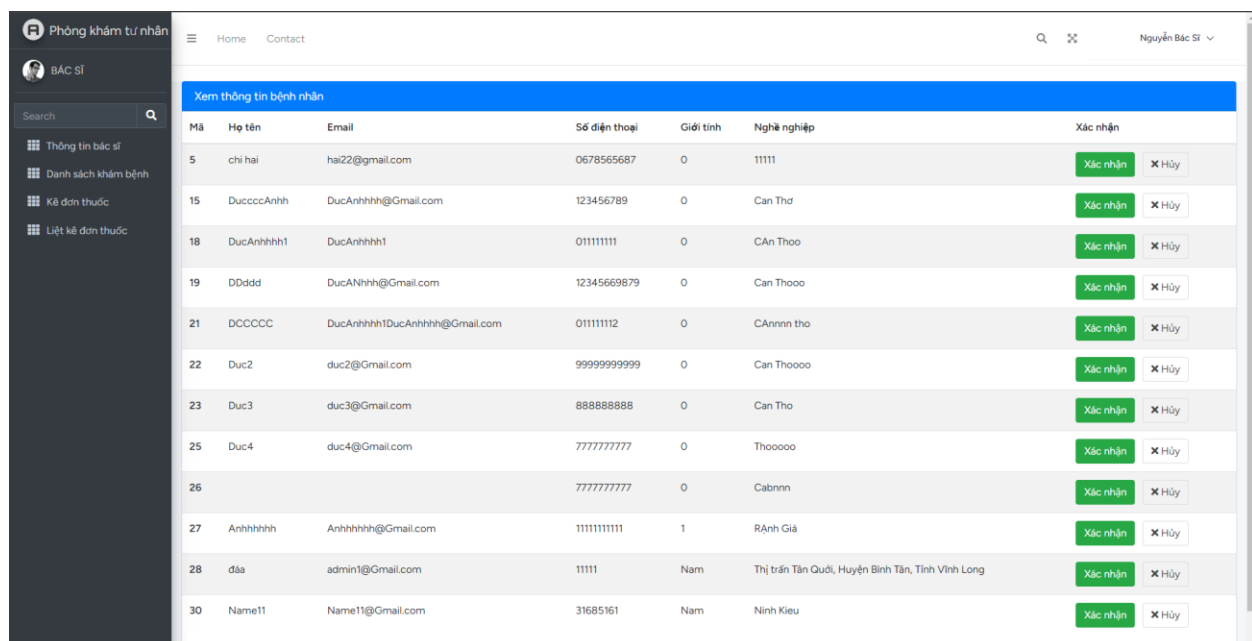 Phòng khám tư nhân
Home Contact
Nguyễn Bác Sĩ
BÁC SĨ
Search
Thông tin bác sĩ
Danh sách khám bệnh
Kê đơn thuốc
Liệt kê đơn thuốc
Xem thông tin bệnh nhân
Mã Họ tên Email Số điện thoại Giới tính Nghề nghiệp Xác nhận
5 chi hai hai22@gmail.com 0678565687 0 11111 Xác nhận Hủy
15 DuccccAnhh DucAnhhhh@Gmail.com 123456789 0 Can Thơ Xác nhận Hủy
18 DucAnhhhh1 DucAnhhhh1 011111111 0 CAn Thoo Xác nhận Hủy
19 DDddd DucANhhh@Gmail.com 12345669879 0 Can Thooo Xác nhận Hủy
21 DCCCCC DucAnhhhh1DucAnhhhh@Gmail.com 011111112 0 CAnnnn tho Xác nhận Hủy
22 Duc2 duc2@Gmail.com 99999999999 0 Can Thoooo Xác nhận Hủy
23 Duc3 duc3@Gmail.com 888888888 0 Can Tho Xác nhận Hủy
25 Duc4 duc4@Gmail.com 7777777777 0 Thooooo Xác nhận Hủy
26 7777777777 0 Cabnnn Xác nhận Hủy
27 Anhhhhhh Anhhhhhh@Gmail.com 11111111111 1 RẠnh Giá Xác nhận Hủy
28 đáa admin1@Gmail.com 11111 Nam Thị trấn Tân Quới, Huyện Bình Tân, Tỉnh Vĩnh Long Xác nhận Hủy
30 Name11 Name11@Gmail.com 31685161 Nam Ninh Kieu Xác nhận Hủy